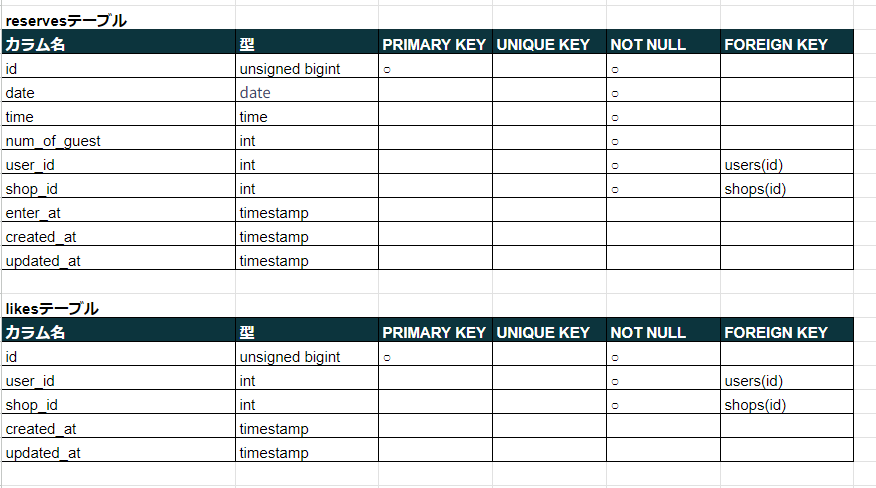 reservesテーブル
カラム名 型 PRIMARY KEY UNIQUE KEY NOT NULL FOREIGN KEY
id unsigned bigint ○ ○
date date ○
time time ○
num_of_guest int ○
user_id int ○ users(id)
shop_id int ○ shops(id)
enter_at timestamp
created_at timestamp
updated_at timestamp
likesテーブル
カラム名 型 PRIMARY KEY UNIQUE KEY NOT NULL FOREIGN KEY
id unsigned bigint ○ ○
user_id int ○ users(id)
shop_id int ○ shops(id)
created_at timestamp
updated_at timestamp